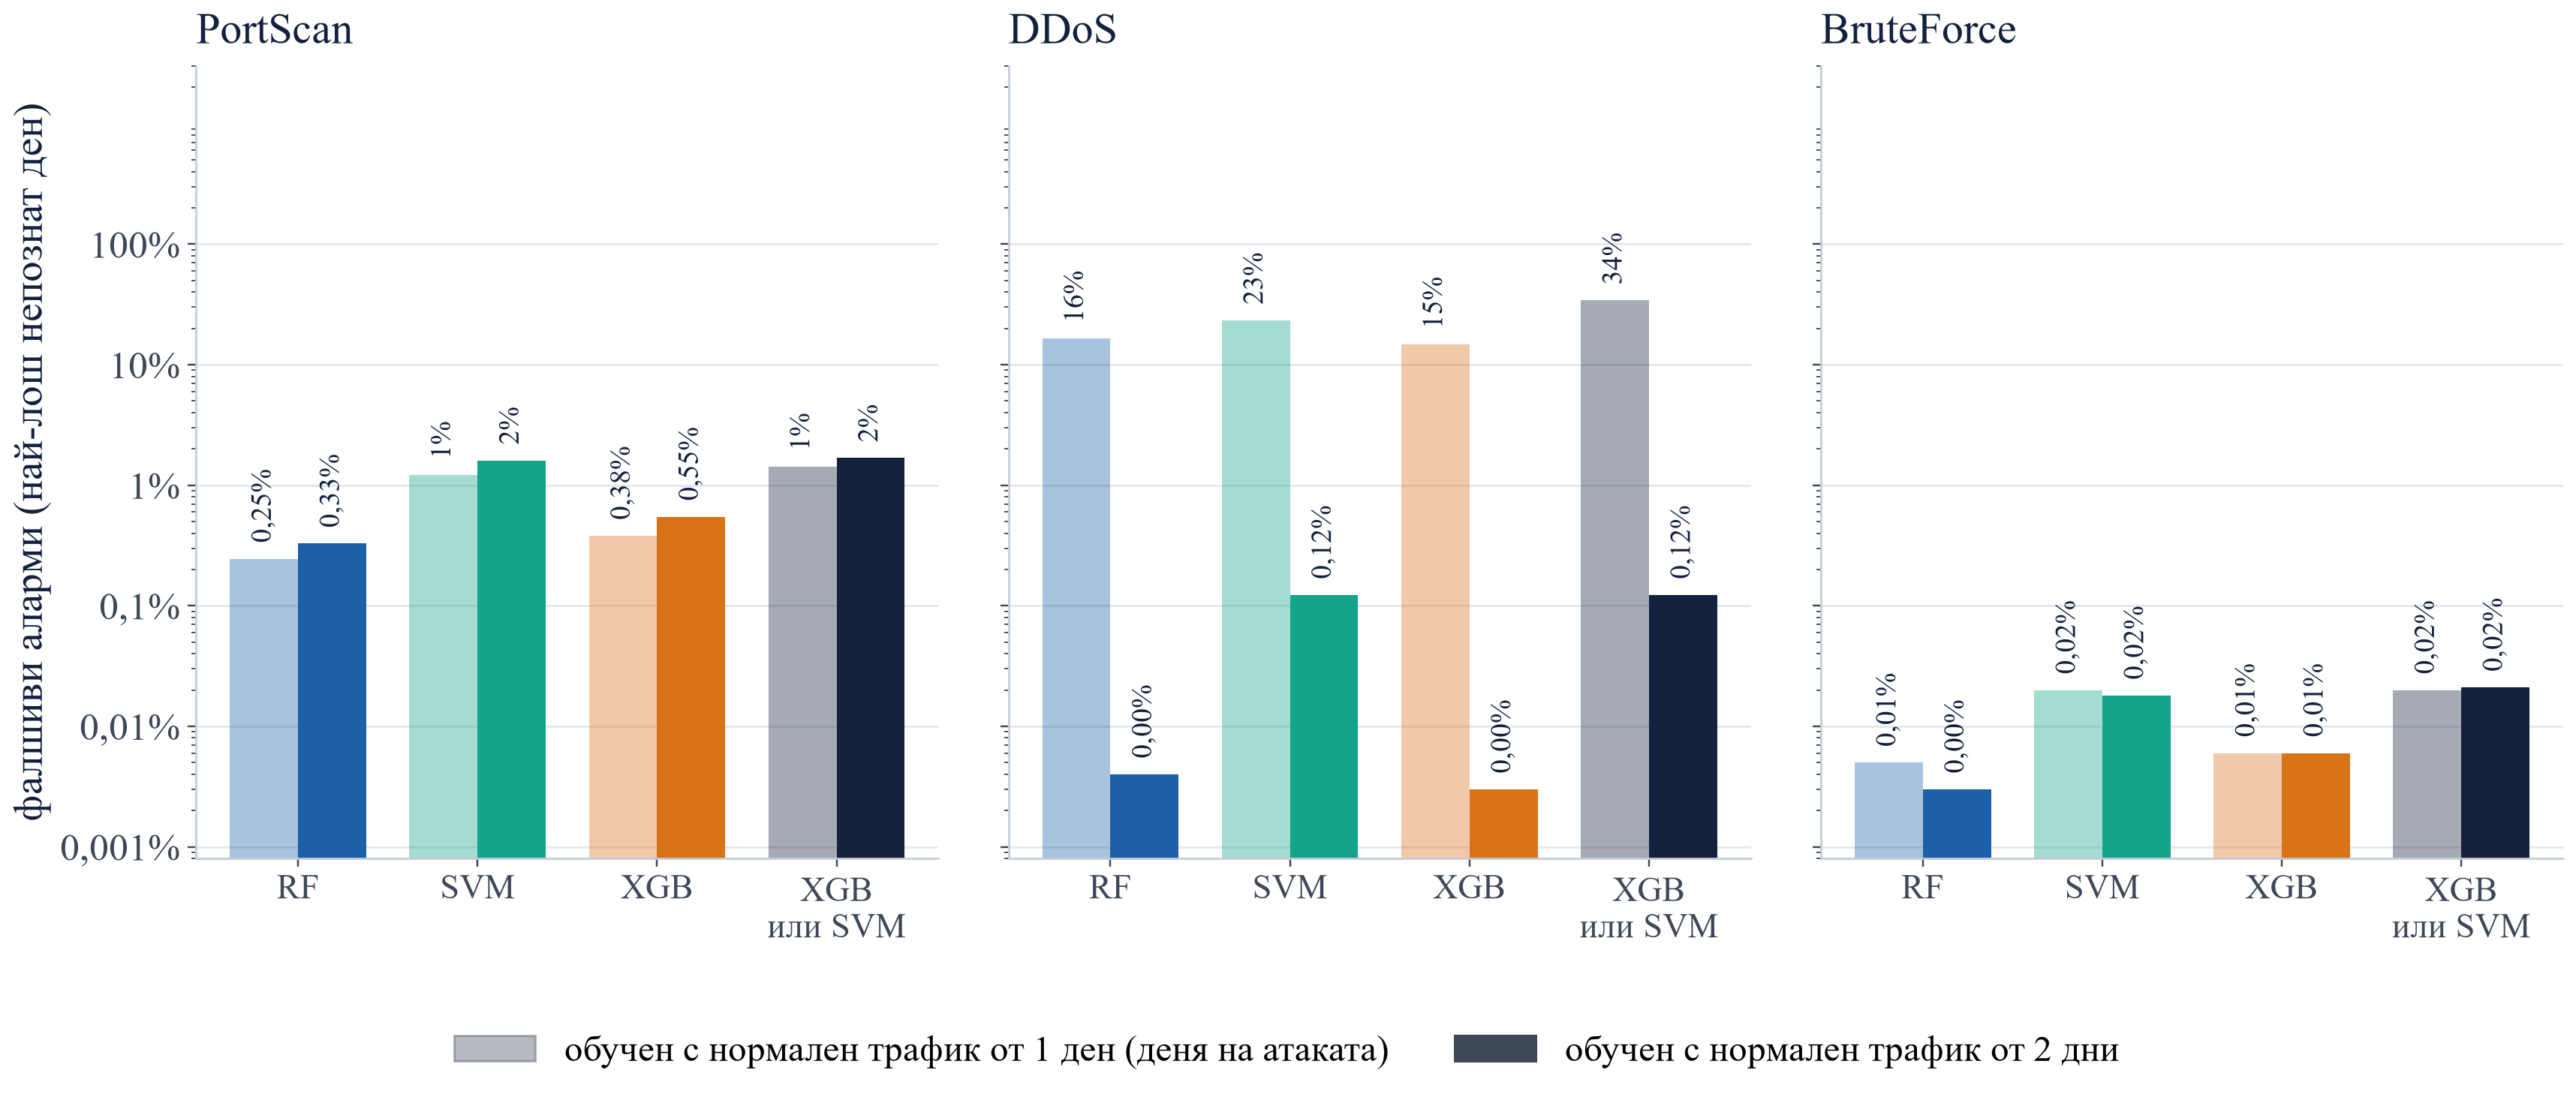 PortScan
DDoS
BruteForce
фалшиви аларми (най-лош непознат ден)
100%
10%
1%
0,1%
0,01%
0,001%
0,25%
0,33%
1%
2%
0,38%
0,55%
1%
2%
16%
0,00%
23%
0,12%
15%
0,00%
34%
0,12%
0,01%
0,00%
0,02%
0,02%
0,01%
0,01%
0,02%
0,02%
RF
SVM
XGB
XGB
или SVM
RF
SVM
XGB
XGB
или SVM
RF
SVM
XGB
XGB
или SVM
обучен с нормален трафик от 1 ден (деня на атаката)
обучен с нормален трафик от 2 дни